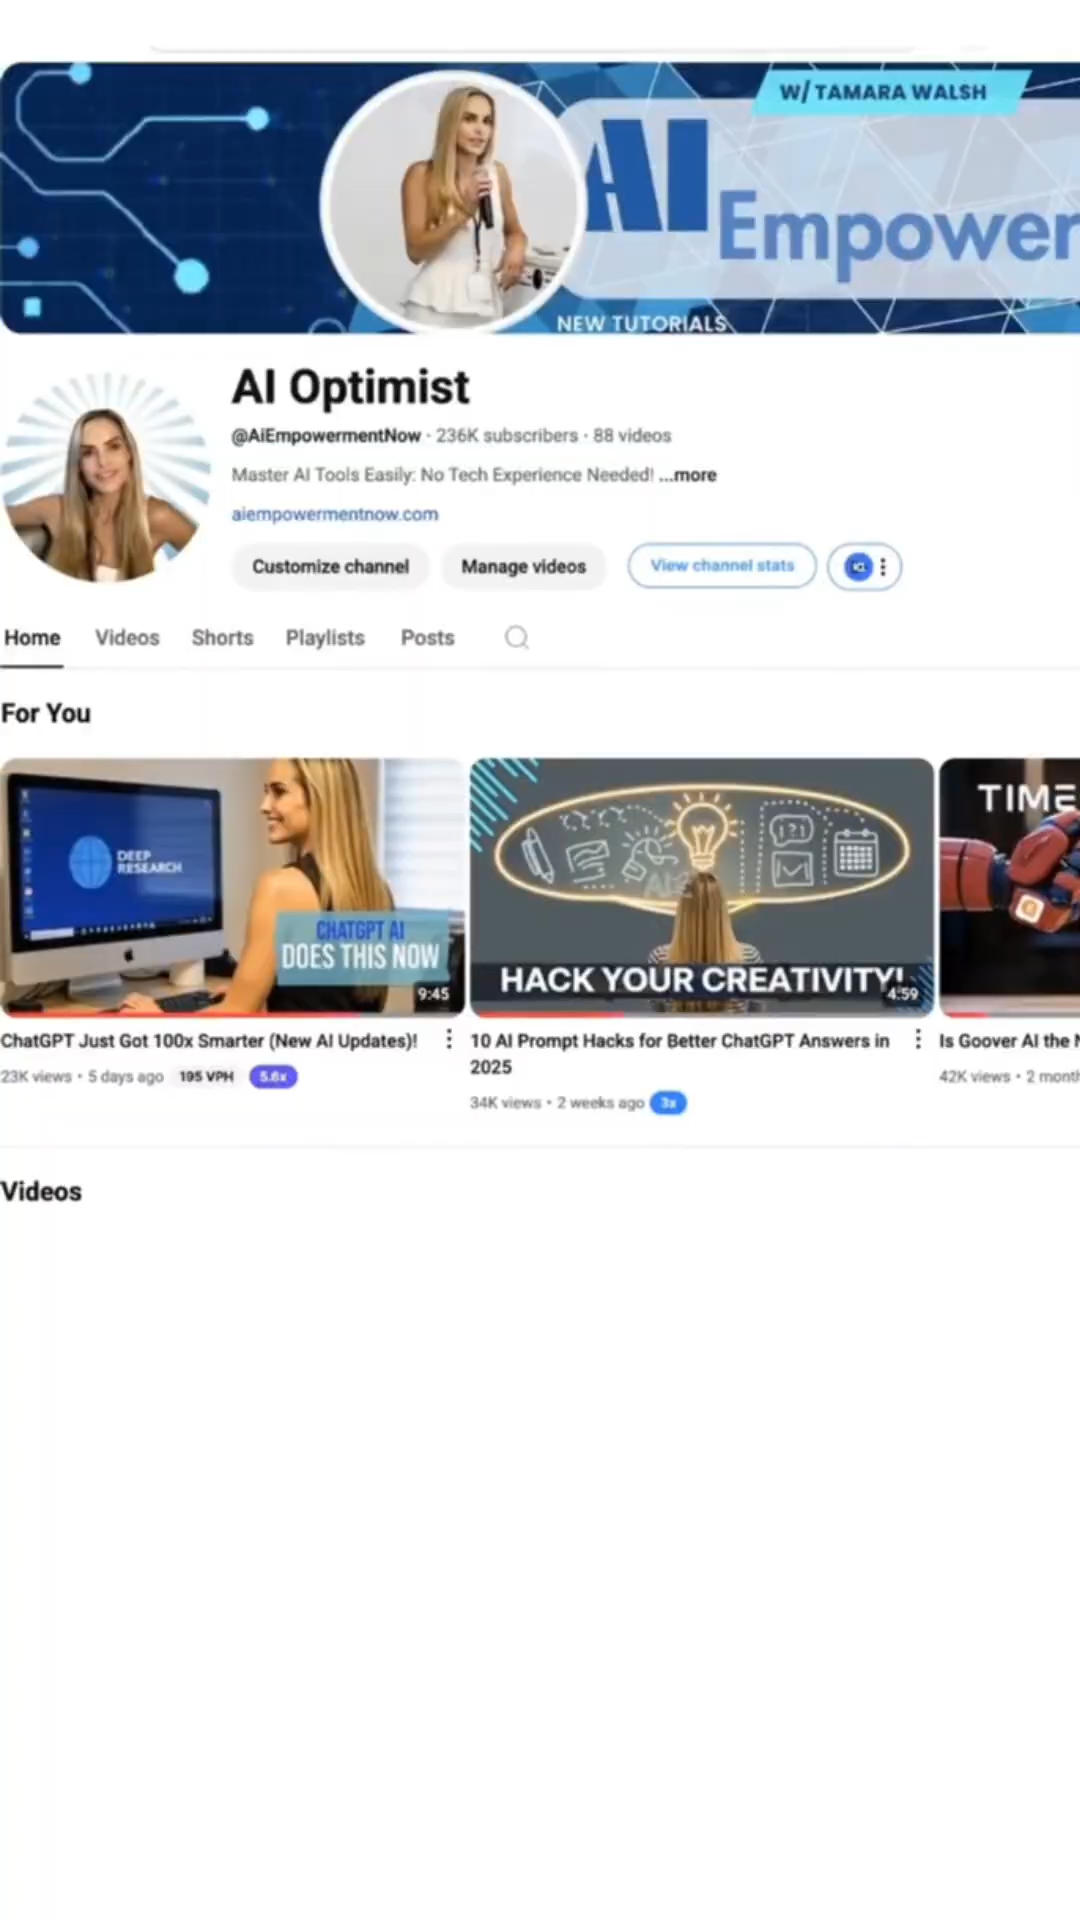 W/ TAMARA WALSH
AI Empower
NEW TUTORIALS
AI Optimist
@AiEmpowermentNow · 236K subscribers · 88 videos
Master AI Tools Easily: No Tech Experience Needed! ...more
aiempowermentnow.com
Customize channel
Manage videos
View channel stats
Home
Videos
Shorts
Playlists
Posts
For You
DEEP
RESEARCH
CHATGPT AI
DOES THIS NOW
9:45
HACK YOUR CREATIVITY!
4:59
TIME
ChatGPT Just Got 100x Smarter (New AI Updates)!
23K views • 5 days ago
195 VPH
5.6x
10 AI Prompt Hacks for Better ChatGPT Answers in
2025
34K views • 2 weeks ago
3x
Is Goover AI the
42K views • 2 month
Videos